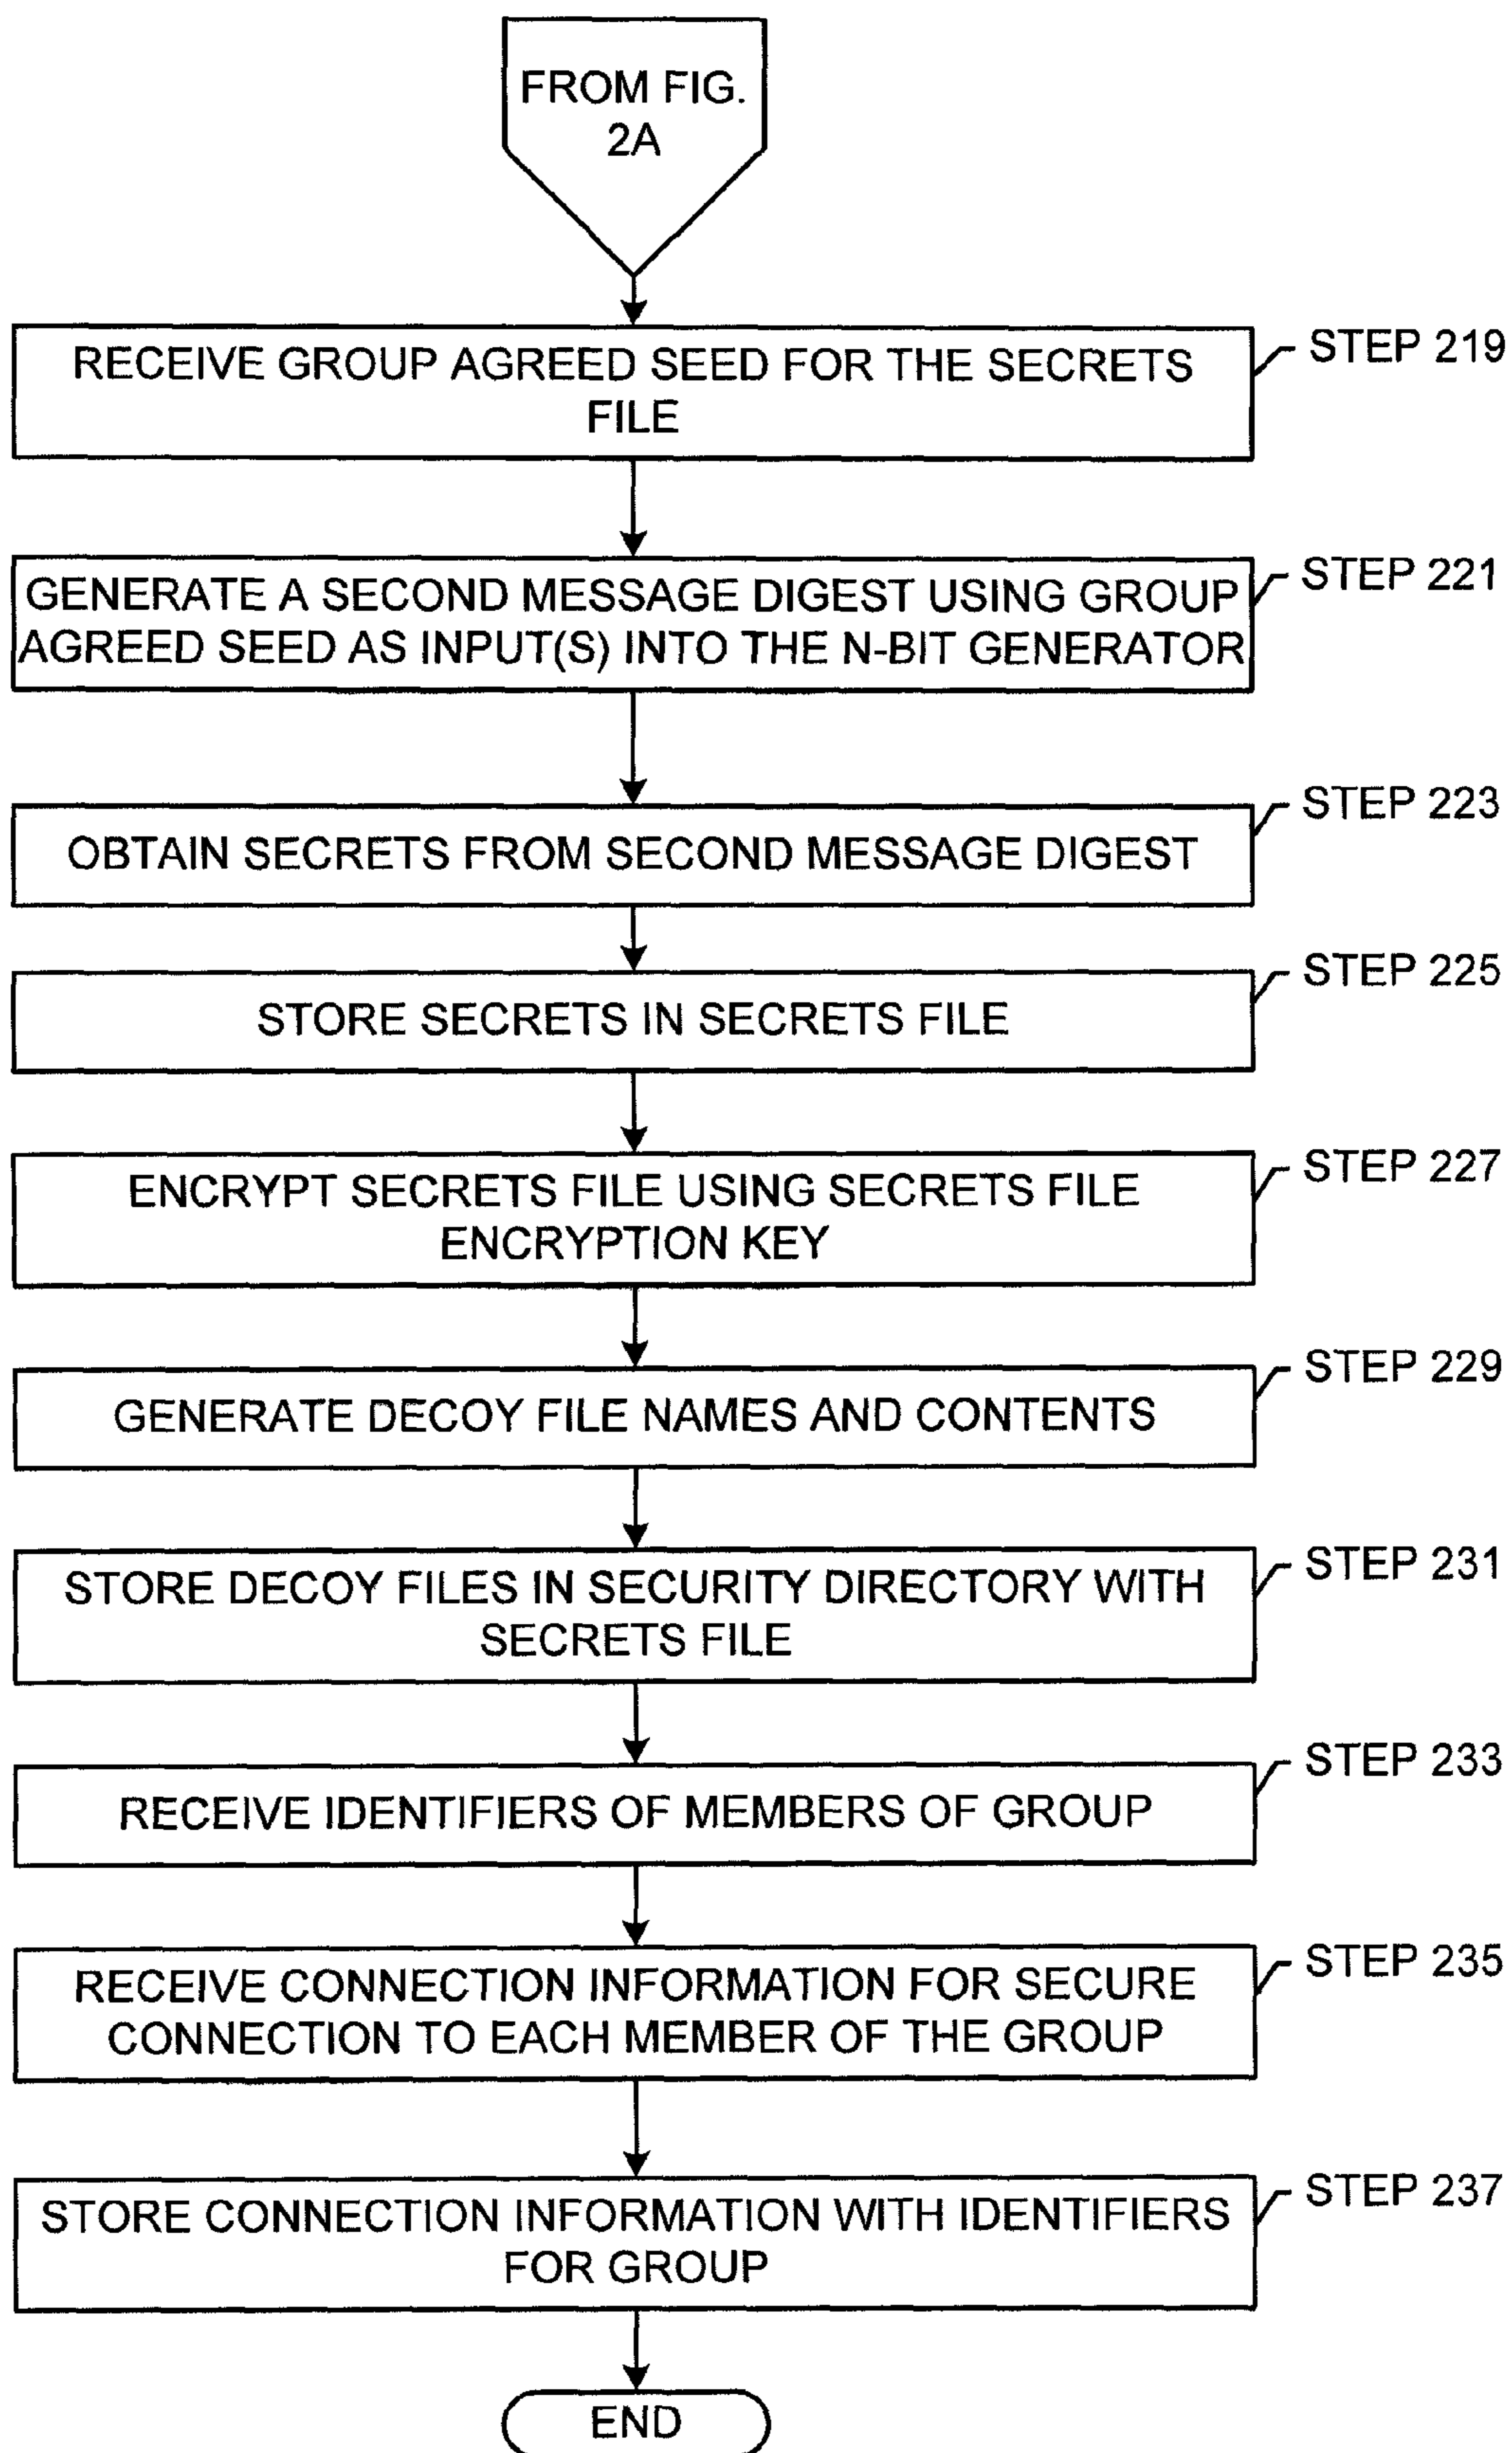 FROM FIG.
2A
RECEIVE GROUP AGREED SEED FOR THE SECRETS
FILE
STEP 219
GENERATE A SECOND MESSAGE DIGEST USING GROUP
AGREED SEED AS INPUT(S) INTO THE N-BIT GENERATOR
STEP 221
OBTAIN SECRETS FROM SECOND MESSAGE DIGEST
STEP 223
STORE SECRETS IN SECRETS FILE
STEP 225
ENCRYPT SECRETS FILE USING SECRETS FILE
ENCRYPTION KEY
STEP 227
GENERATE DECOY FILE NAMES AND CONTENTS
STEP 229
STORE DECOY FILES IN SECURITY DIRECTORY WITH
SECRETS FILE
STEP 231
RECEIVE IDENTIFIERS OF MEMBERS OF GROUP
STEP 233
RECEIVE CONNECTION INFORMATION FOR SECURE
CONNECTION TO EACH MEMBER OF THE GROUP
STEP 235
STORE CONNECTION INFORMATION WITH IDENTIFIERS
FOR GROUP
STEP 237
END